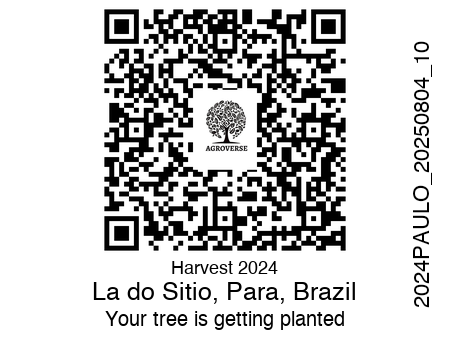 AGROVERSE
Harvest 2024
La do Sitio, Para, Brazil
Your tree is getting planted
2024PAULO_20250804_10